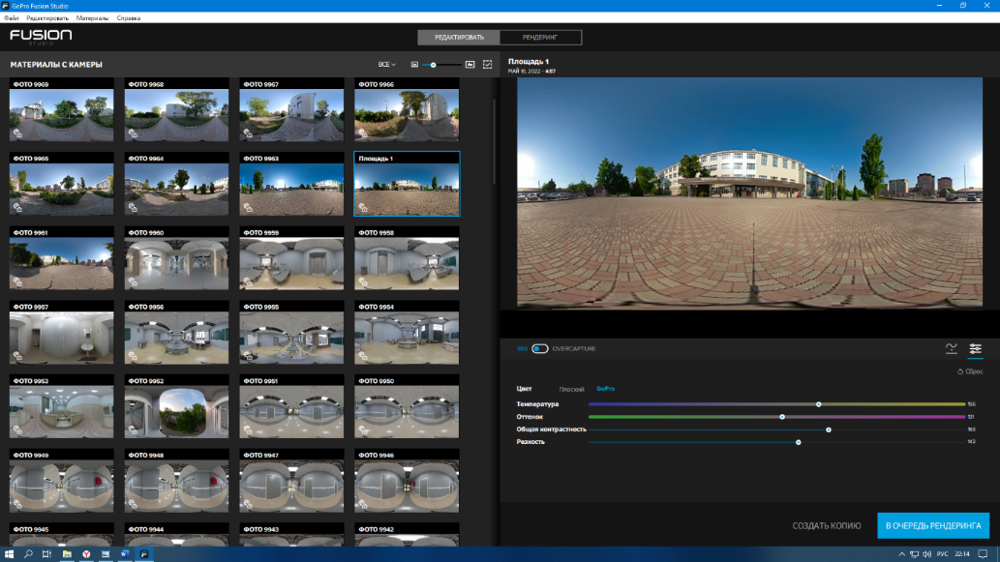 GoPro Fusion Studio
Файл Редактировать Материалы Справка
FUSION
STUDIO
РЕДАКТИРОВАТЬ РЕНДЕРИНГ
МАТЕРИАЛЫ С КАМЕРЫ
ВСЕ
Площадь 1
МАЙ 18, 2022 - 4:57
ФОТО 9969 ФОТО 9968 ФОТО 9967 ФОТО 9966
ФОТО 9965 ФОТО 9964 ФОТО 9963 Площадь 1
ФОТО 9961 ФОТО 9960 ФОТО 9959 ФОТО 9958
ФОТО 9957 ФОТО 9956 ФОТО 9955 ФОТО 9954
ФОТО 9953 ФОТО 9952 ФОТО 9951 ФОТО 9950
ФОТО 9949 ФОТО 9948 ФОТО 9947 ФОТО 9946
ФОТО 9945 ФОТО 9944 ФОТО 9943 ФОТО 9942
360 OVERCAPTURE
Сброс
Цвет Плоский GoPro
Температура 156
Оттенок 131
Общая контрастность 163
Резкость 142
СОЗДАТЬ КОПИЮ
В ОЧЕРЕДЬ РЕНДЕРИНГА
РУС 22:14